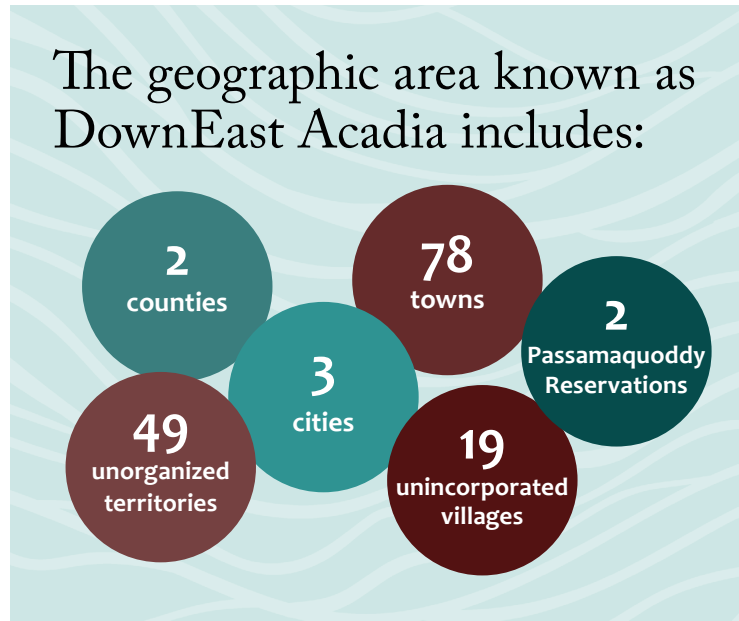 The geographic area known as
DownEast Acadia includes:
2
counties
78
towns
2
Passamaquoddy
Reservations
3
cities
49
unorganized
territories
19
unincorporated
villages